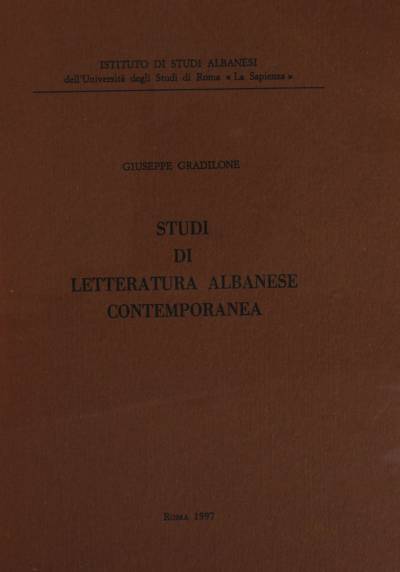 ISTITUTO DI STUDI ALBANESI
dell'Università degli Studi di Roma «La Sapienza»
GIUSEPPE GRADILONE
STUDI
DI
LETTERATURA ALBANESE
CONTEMPORANEA
ROMA 1997